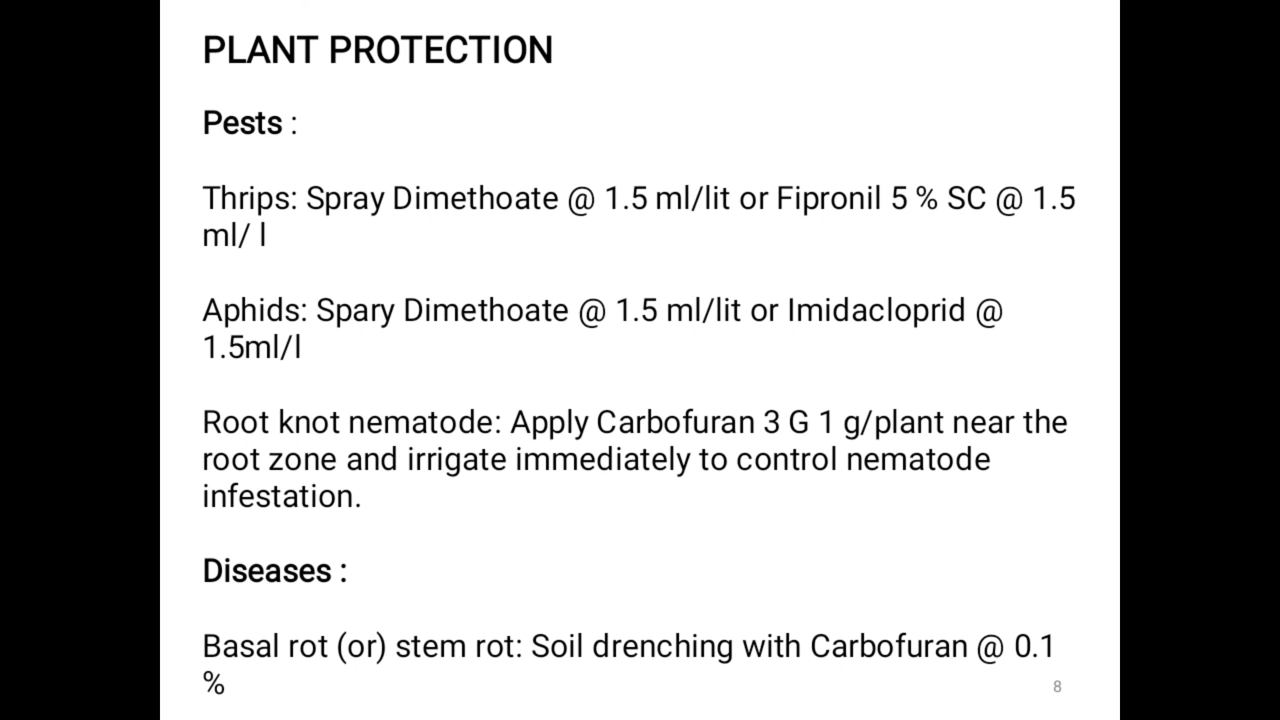 PLANT PROTECTION
Pests :
Thrips: Spray Dimethoate @ 1.5 ml/lit or Fipronil 5 % SC @ 1.5
ml/ l
Aphids: Spary Dimethoate @ 1.5 ml/lit or Imidacloprid @
1.5ml/l
Root knot nematode: Apply Carbofuran 3 G 1 g/plant near the
root zone and irrigate immediately to control nematode
infestation.
Diseases :
Basal rot (or) stem rot: Soil drenching with Carbofuran @ 0.1
%
8